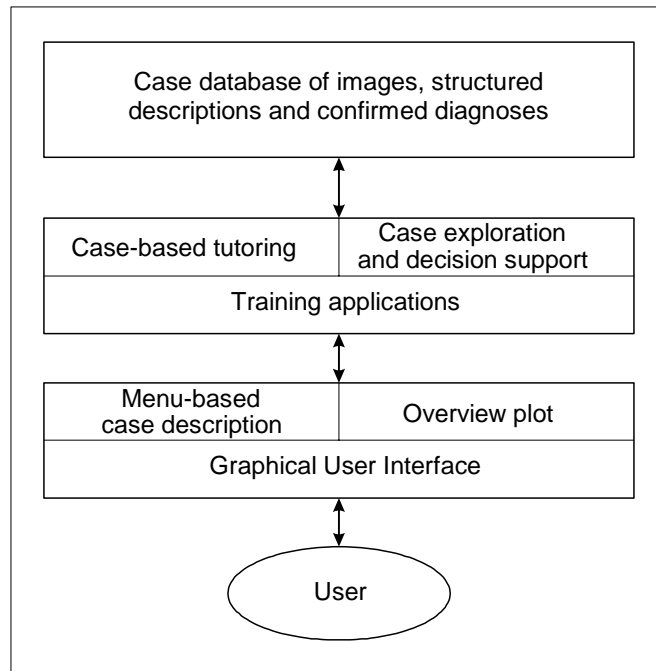 Case database of images, structured
descriptions and confirmed diagnoses
Case-based tutoring
Case exploration
and decision support
Training applications
Menu-based
case description
Overview plot
Graphical User Interface
User